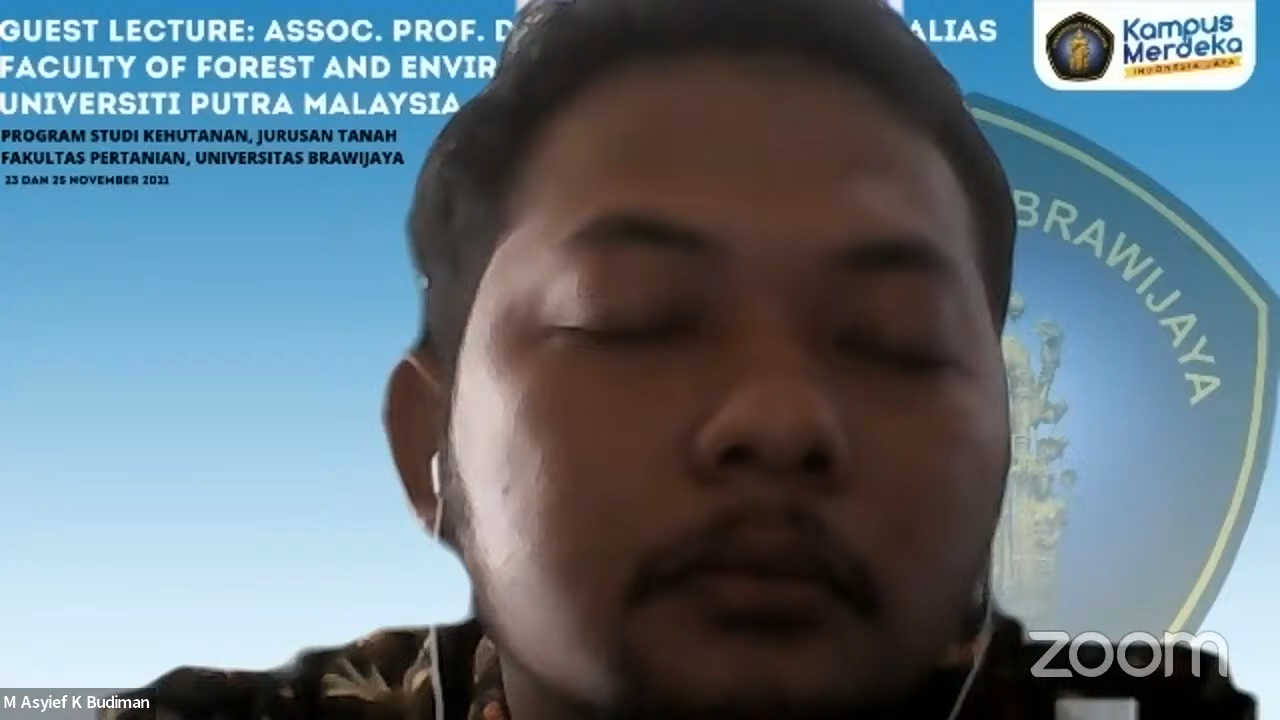 GUEST LECTURE: ASSOC. PROF. D ALIAS
FACULTY OF FOREST AND ENVIR
UNIVERSITI PUTRA MALAYSIA
PROGRAM STUDI KEHUTANAN, JURUSAN TANAH
FAKULTAS PERTANIAN, UNIVERSITAS BRAWIJAYA
23 DAN 25 NOVEMBER 2021
Kampus
Merdeka
INDONESIA JAYA
BRAWIJAYA
zoom
M Asyief K Budiman